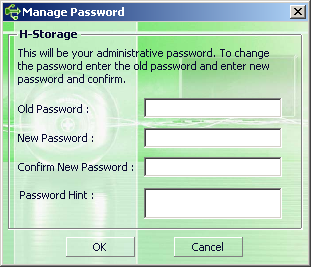 Manage Password
H-Storage
This will be your administrative password. To change
the password enter the old password and enter new
password and confirm.
Old Password :
New Password :
Confirm New Password :
Password Hint :
OK Cancel